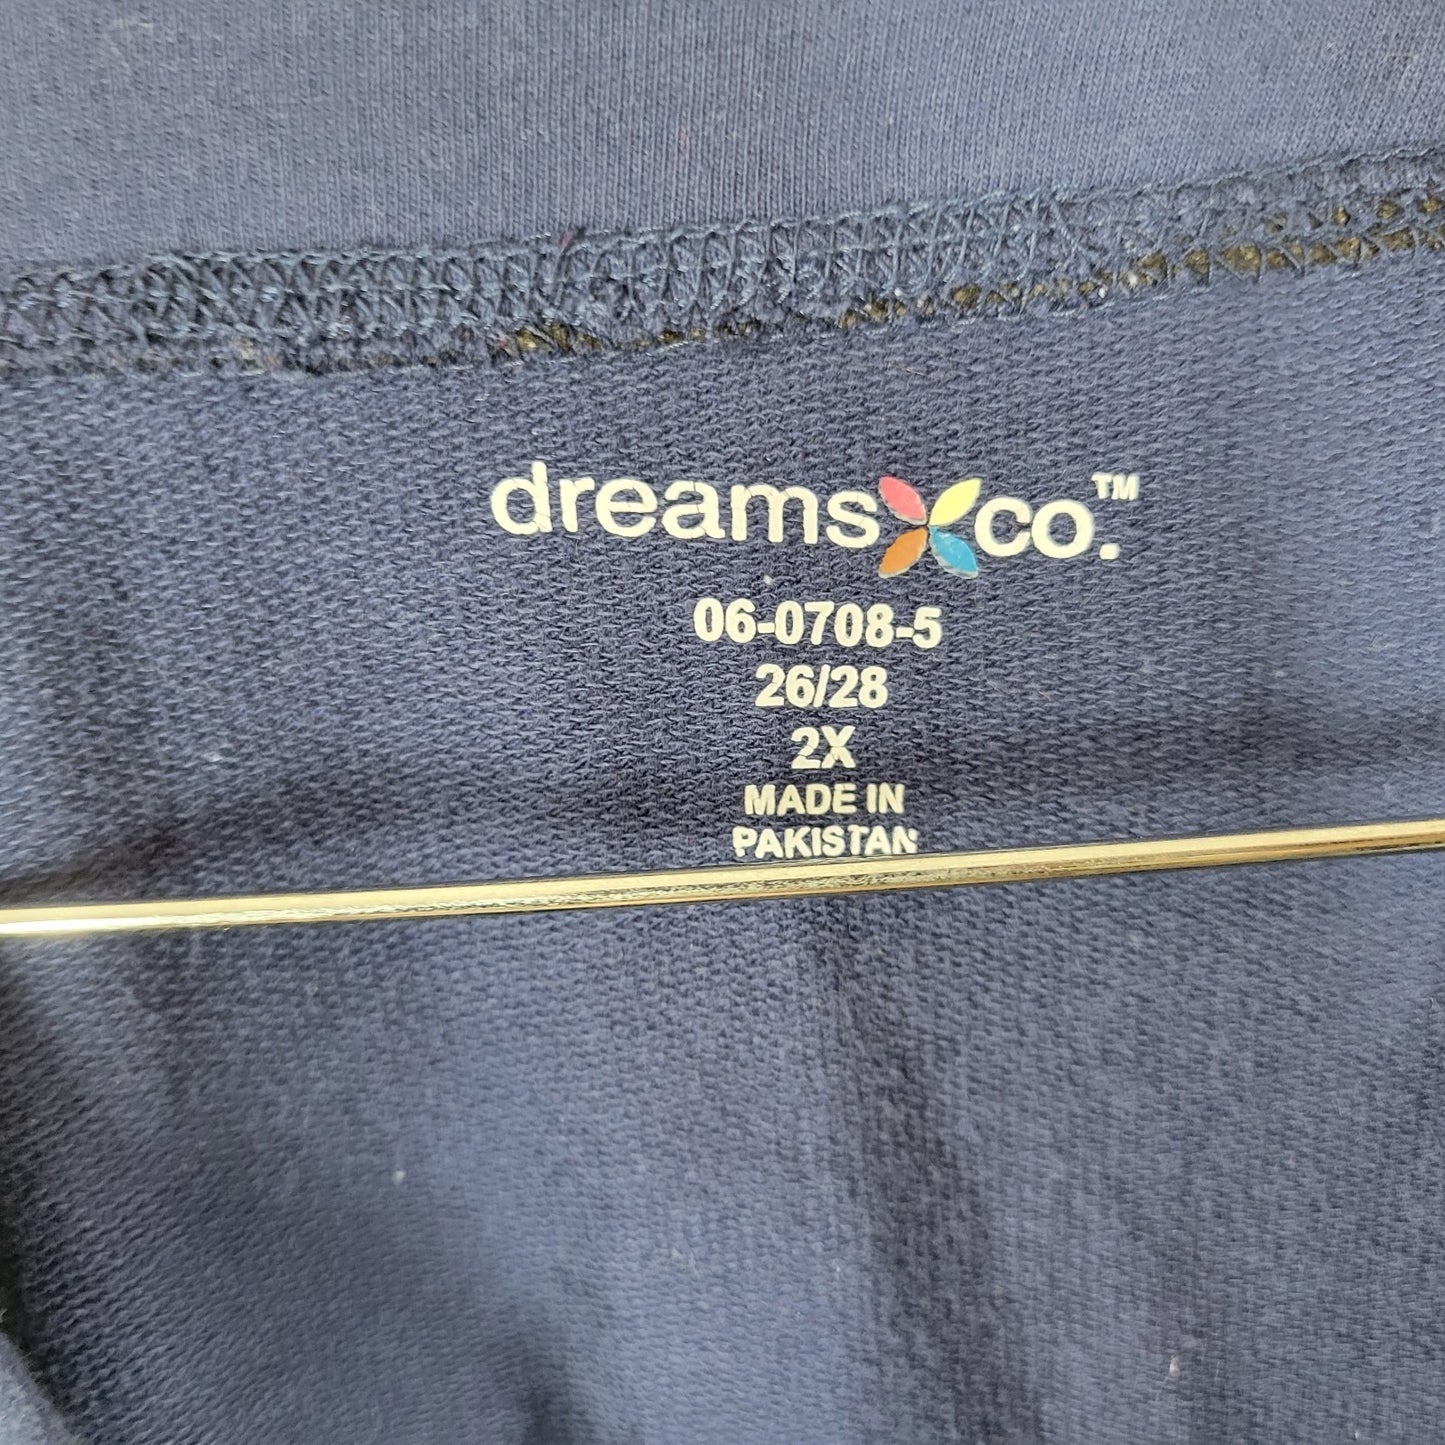 dreams co.™
06-0708-5
26/28
2X
MADE IN
PAKISTAN